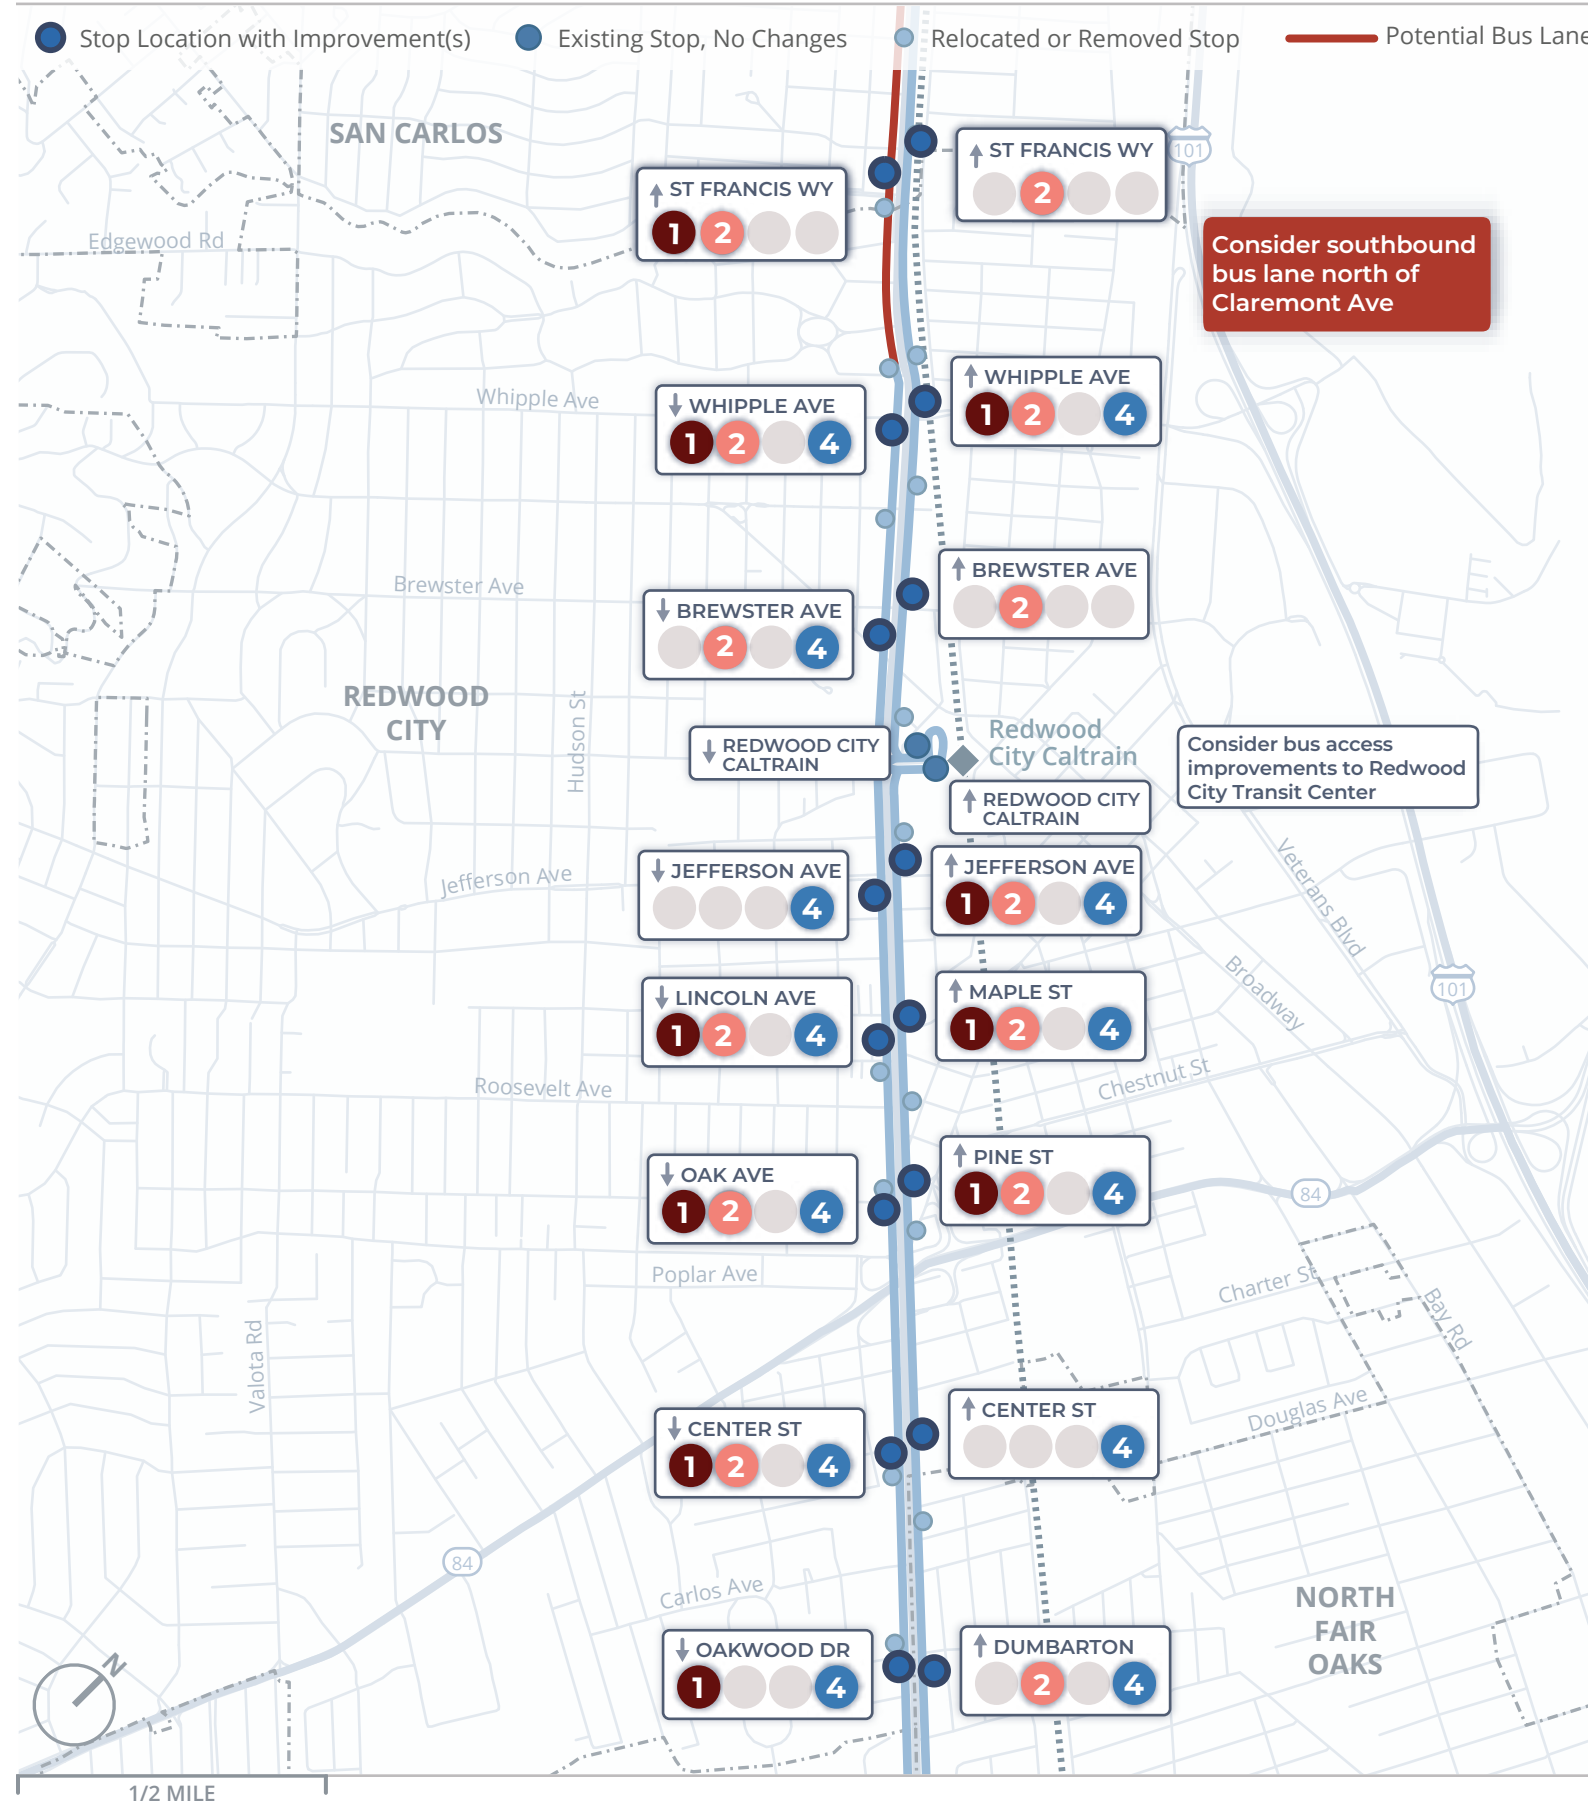 Stop Location with Improvement(s)
Existing Stop, No Changes
Relocated or Removed Stop
Potential Bus Lane
SAN CARLOS
ST FRANCIS WY
2
101
ST FRANCIS WY
1 2
Edgewood Rd
Consider southbound
bus lane north of
Claremont Ave
WHIPPLE AVE
1 2 4
Whipple Ave
WHIPPLE AVE
1 2 4
BREWSTER AVE
2
Brewster Ave
BREWSTER AVE
2 4
REDWOOD
CITY
Hudson St
REDWOOD CITY
CALTRAIN
Redwood
City Caltrain
Consider bus access
improvements to Redwood
City Transit Center
REDWOOD CITY
CALTRAIN
JEFFERSON AVE
4
JEFFERSON AVE
1 2 4
Jefferson Ave
Veterans Blvd
Broadway
101
LINCOLN AVE
1 2 4
MAPLE ST
1 2 4
Roosevelt Ave
Chestnut St
OAK AVE
1 2 4
PINE ST
1 2 4
84
Poplar Ave
Charter St
Bay Rd
Valota Rd
CENTER ST
1 2 4
CENTER ST
4
Douglas Ave
84
Carlos Ave
NORTH
FAIR
OAKS
OAKWOOD DR
1 4
DUMBARTON
2 4
N
1/2 MILE